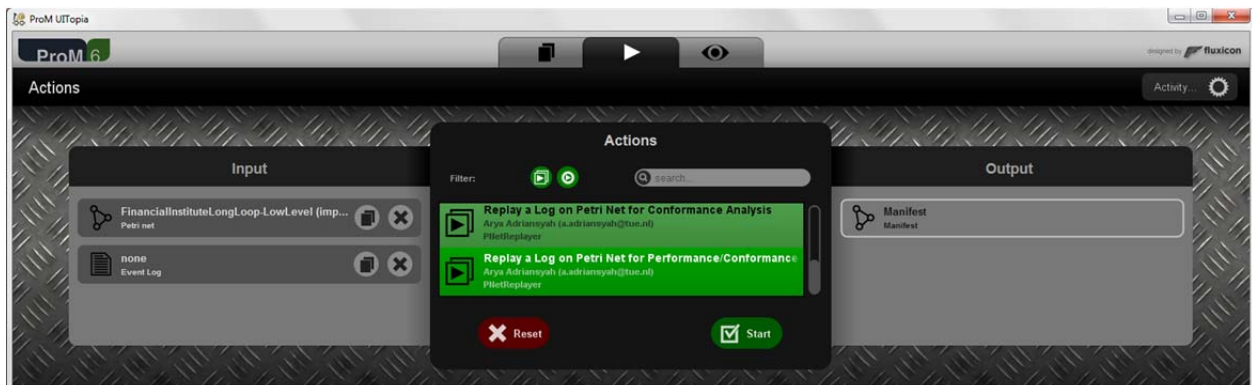 ProM UITopia
ProM 6
designed by fluxicon
Actions
Activity...
Input
FinancialInstituteLongLoop-LowLevel (imp...
Petri net
none
Event Log
Actions
Filter:
search...
Replay a Log on Petri Net for Conformance Analysis
Arya Adriansyah (a.adriansyah@tue.nl)
PNetReplayer
Replay a Log on Petri Net for Performance/Conformance
Arya Adriansyah (a.adriansyah@tue.nl)
PNetReplayer
Reset
Start
Output
Manifest
Manifest